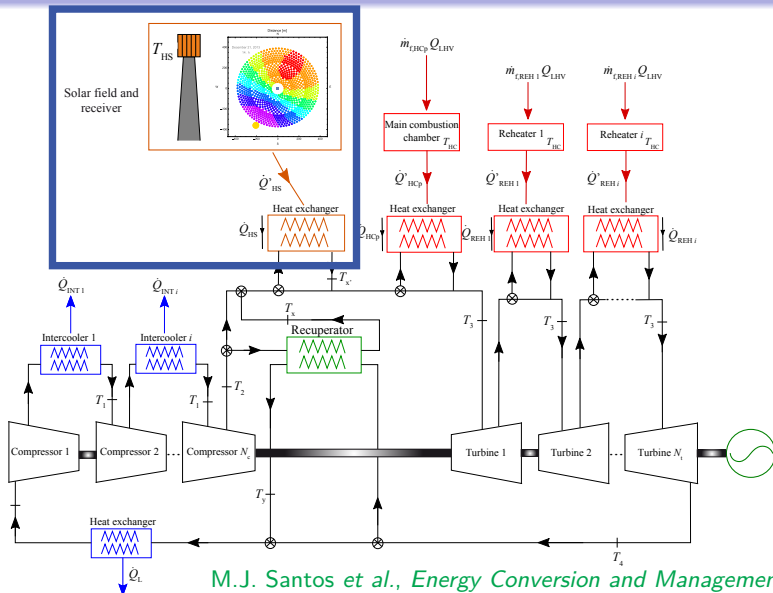 T_HS
Solar field and
receiver
Distance [m]
Q̇'_HS
Heat exchanger
Q̇_HS
T_x'
ṁ_f,HCp Q_LHV
Main combustion
chamber T_HC
Q̇'_HCp
Heat exchanger
Q̇_HCp
ṁ_f,REH 1 Q_LHV
Reheater 1
T_HC
Q̇'_REH 1
Heat exchanger
Q̇_REH 1
ṁ_f,REH i Q_LHV
Reheater i
T_HC
Q̇'_REH i
Heat exchanger
Q̇_REH i
Q̇_INT 1
Intercooler 1
Q̇_INT i
Intercooler i
T_x
Recuperator
T_1
T_1
T_2
T_3
T_3
T_3
Compressor 1
Compressor 2
...
Compressor N_c
Turbine 1
Turbine 2
...
Turbine N_t
T_y
Heat exchanger
Q̇_L
T_4
M.J. Santos et al., Energy Conversion and Managemen